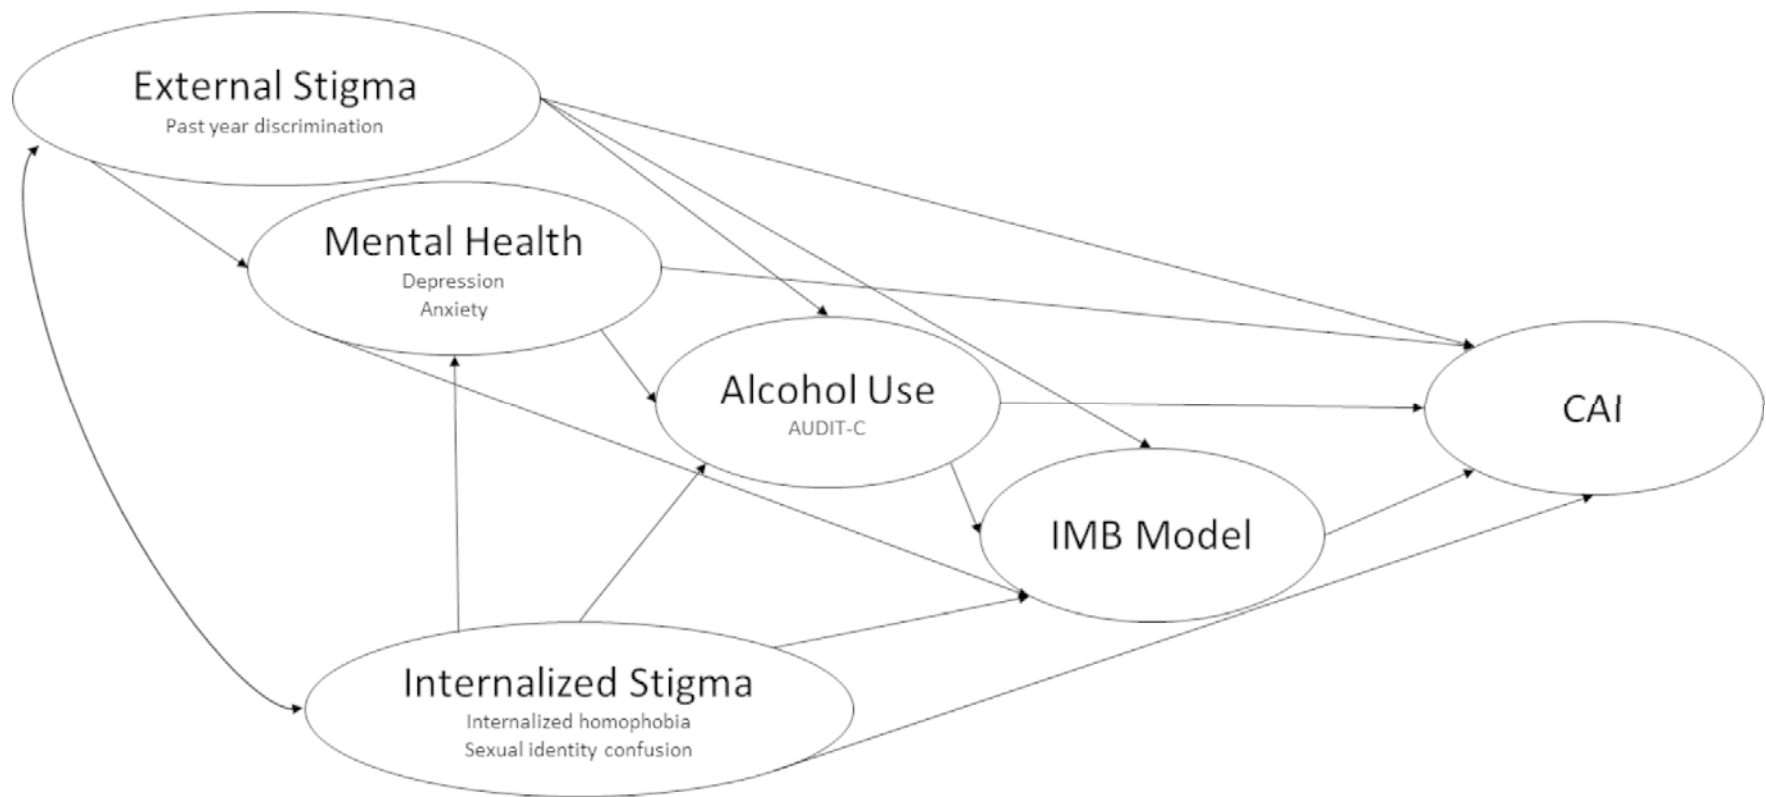 External Stigma
Past year discrimination
Mental Health
Depression
Anxiety
Alcohol Use
AUDIT-C
CAI
IMB Model
Internalized Stigma
Internalized homophobia
Sexual identity confusion